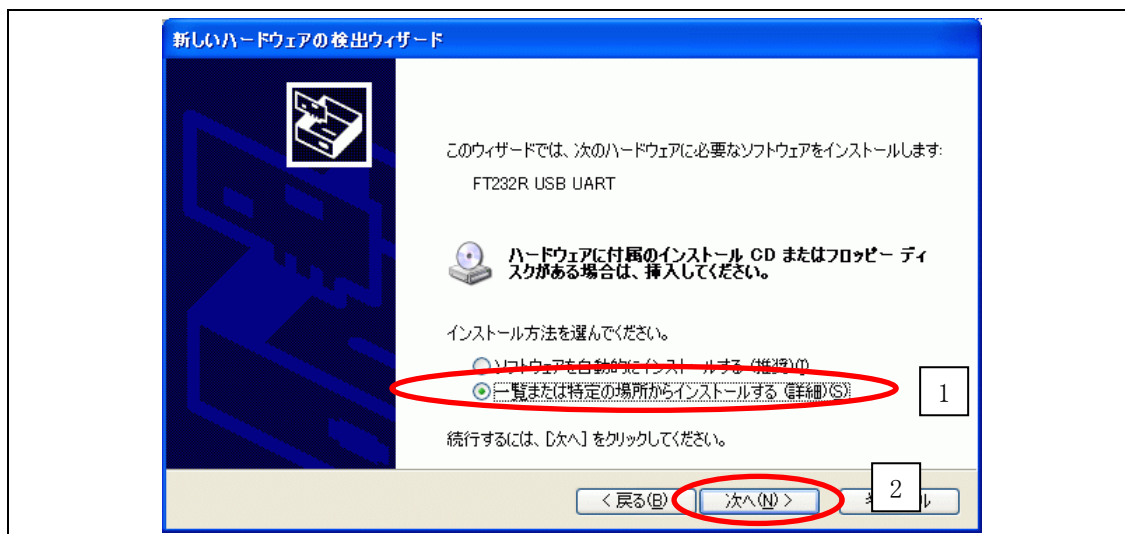 新しいハードウェアの検出ウィザード
このウィザードでは、次のハードウェアに必要なソフトウェアをインストールします:
FT232R USB UART
ハードウェアに付属のインストール CD またはフロッピー ディ
スクがある場合は、挿入してください。
インストール方法を選んでください。
ソフトウェアを自動的にインストールする (推奨)(I)
一覧または特定の場所からインストールする (詳細)(S)
1
続行するには、[次へ] をクリックしてください。
< 戻る(B)
次へ(N) >
2